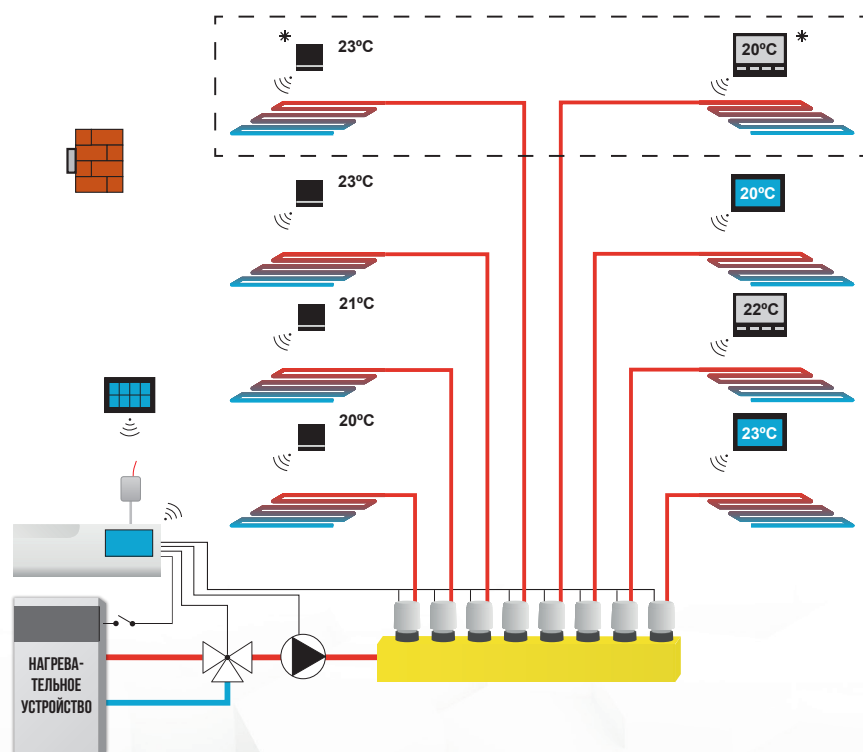 * 23ºC 20ºC *
23ºC 20ºC
21ºC 22ºC
20ºC 23ºC
НАГРЕВА-
ТЕЛЬНОЕ
УСТРОЙСТВО